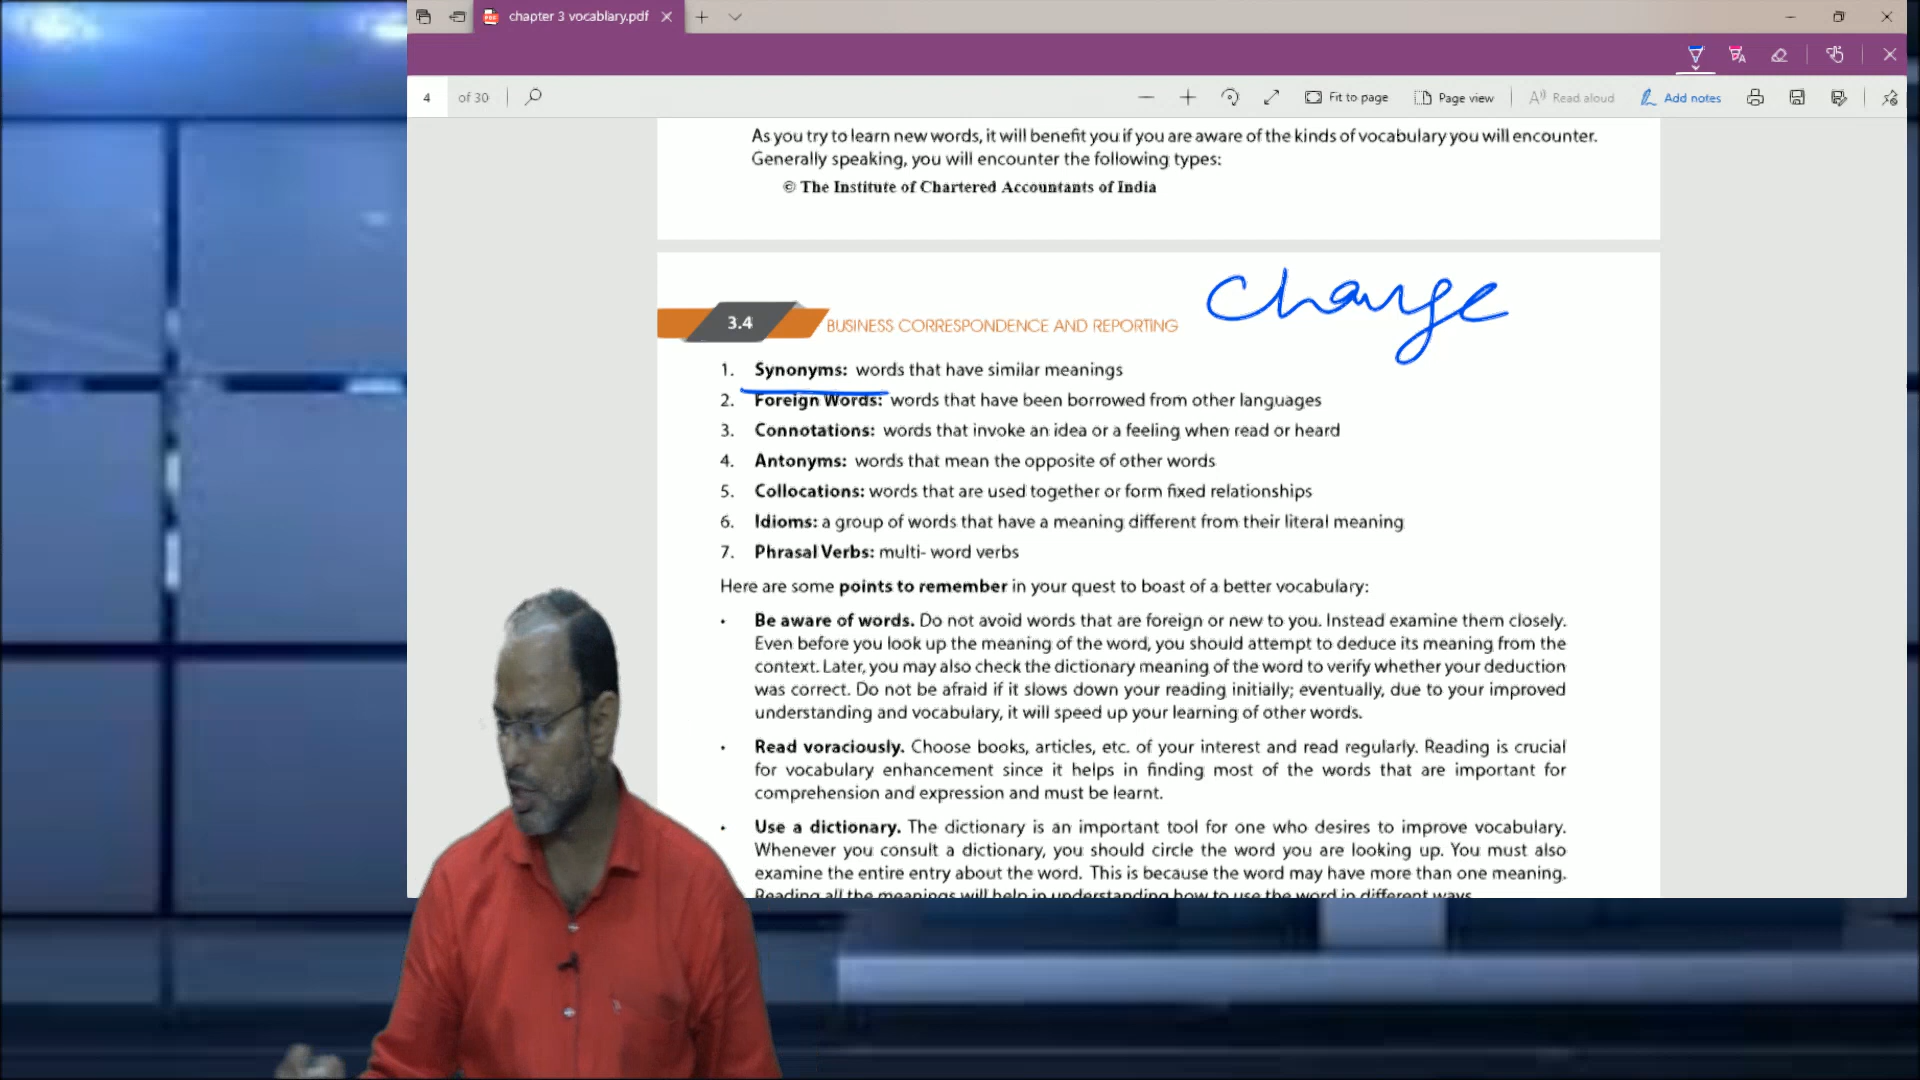 chapter 3 vocablary.pdf
4 of 30
Fit to page
Page view
Read aloud
Add notes
As you try to learn new words, it will benefit you if you are aware of the kinds of vocabulary you will encounter.
Generally speaking, you will encounter the following types:
© The Institute of Chartered Accountants of India
3.4 BUSINESS CORRESPONDENCE AND REPORTING
1. Synonyms: words that have similar meanings
2. Foreign Words: words that have been borrowed from other languages
3. Connotations: words that invoke an idea or a feeling when read or heard
4. Antonyms: words that mean the opposite of other words
5. Collocations: words that are used together or form fixed relationships
6. Idioms: a group of words that have a meaning different from their literal meaning
7. Phrasal Verbs: multi- word verbs
Here are some points to remember in your quest to boast of a better vocabulary:
• Be aware of words. Do not avoid words that are foreign or new to you. Instead examine them closely.
Even before you look up the meaning of the word, you should attempt to deduce its meaning from the
context. Later, you may also check the dictionary meaning of the word to verify whether your deduction
was correct. Do not be afraid if it slows down your reading initially; eventually, due to your improved
understanding and vocabulary, it will speed up your learning of other words.
• Read voraciously. Choose books, articles, etc. of your interest and read regularly. Reading is crucial
for vocabulary enhancement since it helps in finding most of the words that are important for
comprehension and expression and must be learnt.
• Use a dictionary. The dictionary is an important tool for one who desires to improve vocabulary.
Whenever you consult a dictionary, you should circle the word you are looking up. You must also
examine the entire entry about the word. This is because the word may have more than one meaning.
Reading all the meanings will help in understanding how to use the word in different ways.